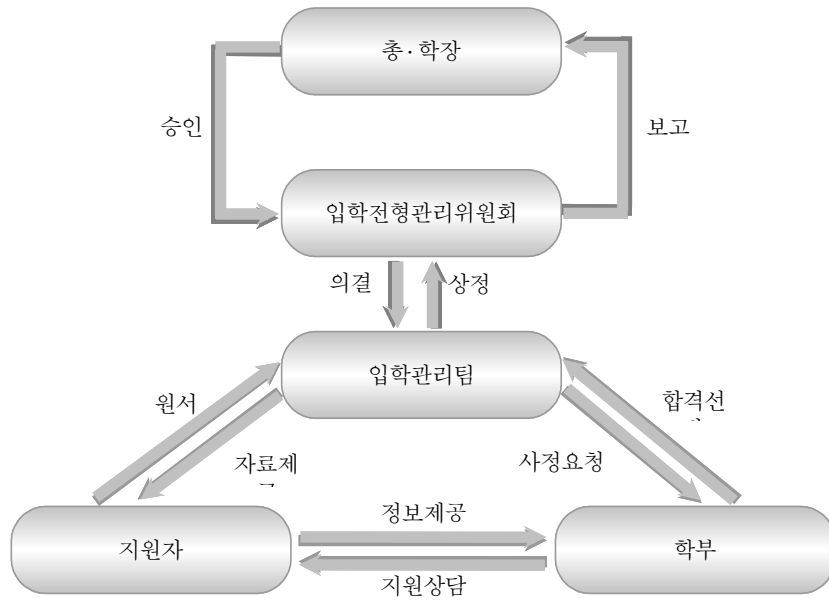 총·학장
승인
보고
입학전형관리위원회
의결
상정
입학관리팀
원서
합격선
자료제
사정요청
정보제공
지원자
학부
지원상담